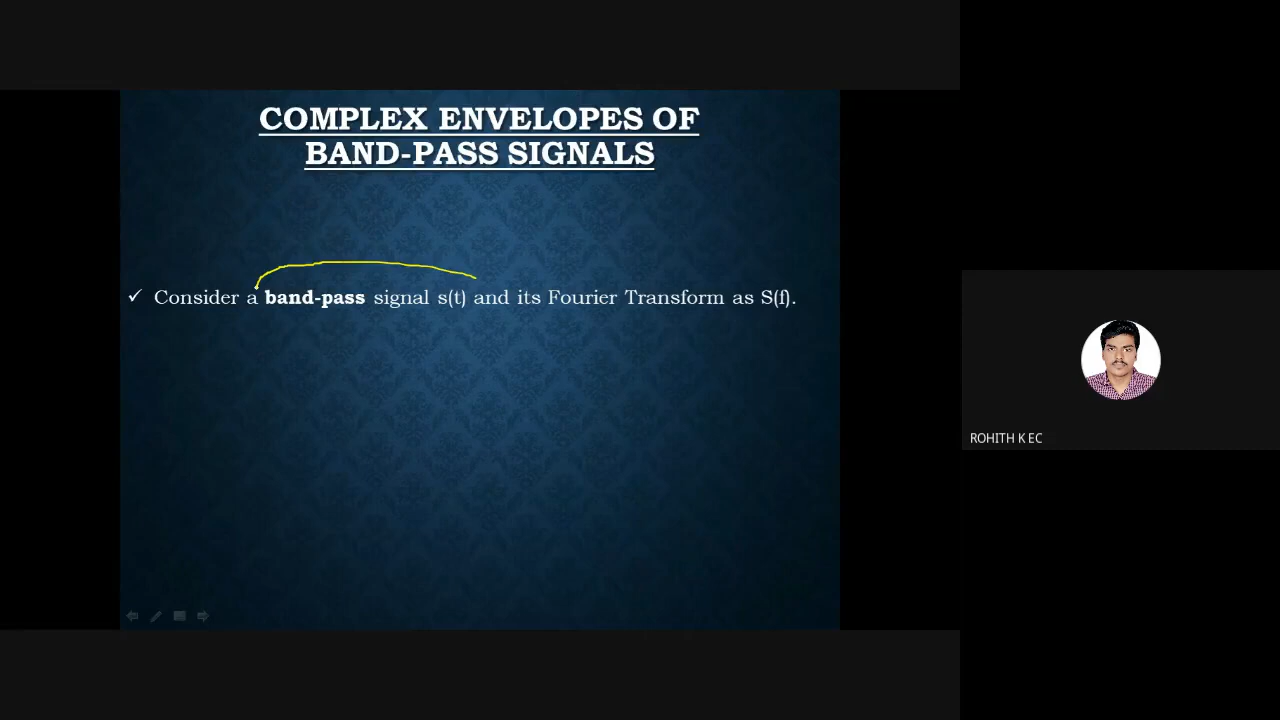 COMPLEX ENVELOPES OF
BAND-PASS SIGNALS
✓ Consider a band-pass signal s(t) and its Fourier Transform as S(f).
ROHITH K EC